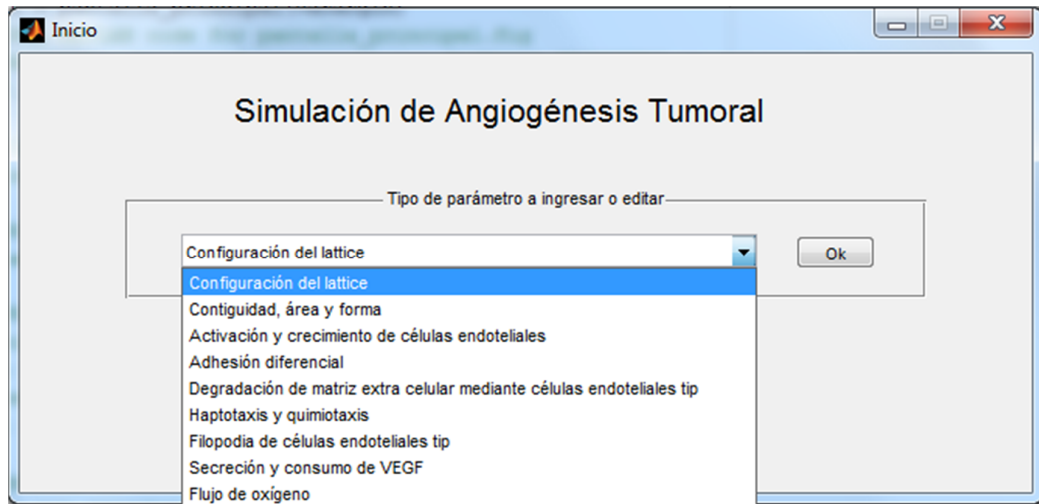 Inicio
Simulación de Angiogénesis Tumoral
Tipo de parámetro a ingresar o editar
Configuración del lattice
Ok
Configuración del lattice
Contiguidad, área y forma
Activación y crecimiento de células endoteliales
Adhesión diferencial
Degradación de matriz extra celular mediante células endoteliales tip
Haptotaxis y quimiotaxis
Filopodia de células endoteliales tip
Secreción y consumo de VEGF
Flujo de oxígeno